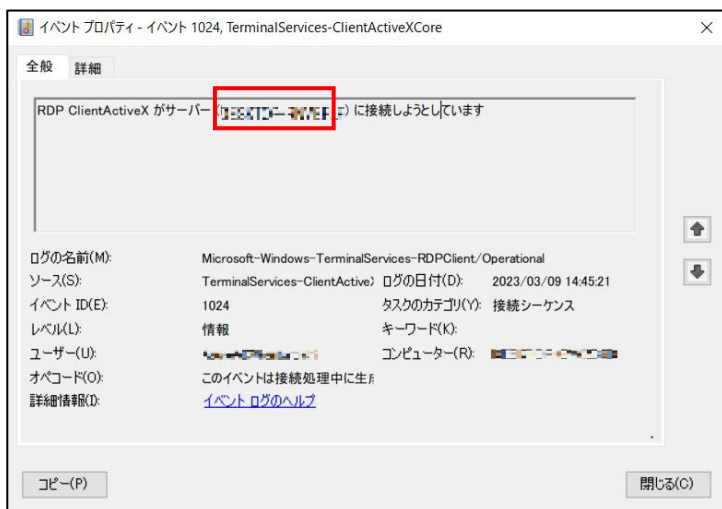 イベント プロパティ - イベント 1024, TerminalServices-ClientActiveXCore
全般 詳細
RDP ClientActiveX がサーバー ( ) に接続しようとしています
ログの名前(M): Microsoft-Windows-TerminalServices-RDPClient/Operational
ソース(S): TerminalServices-ClientActiveX ログの日付(D): 2023/03/09 14:45:21
イベント ID(E): 1024 タスクのカテゴリ(Y): 接続シーケンス
レベル(L): 情報 キーワード(K):
ユーザー(U): コンピューター(R):
オペコード(O): このイベントは接続処理中に生
詳細情報(I): イベント ログのヘルプ
コピー(P) 閉じる(C)